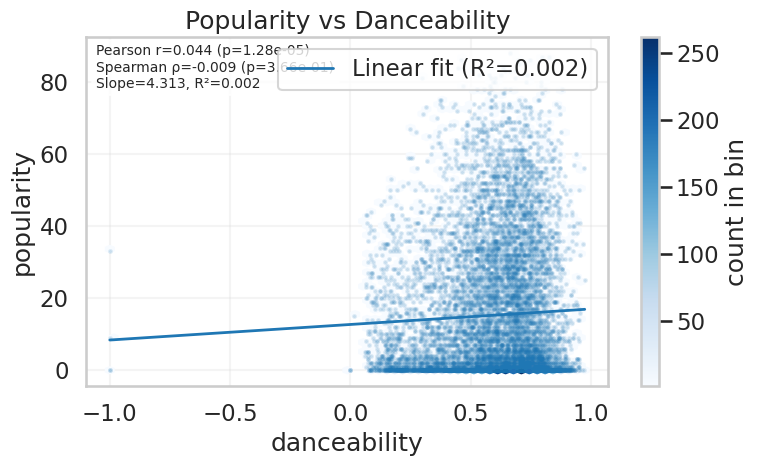 Popularity vs Danceability
Pearson r=0.044 (p=1.28e-05)
Spearman ρ=-0.009 (p=3.66e-01)
Slope=4.313, R²=0.002
Linear fit (R²=0.002)
popularity
80
60
40
20
0
−1.0
−0.5
0.0
0.5
1.0
danceability
250
200
150
100
50
count in bin